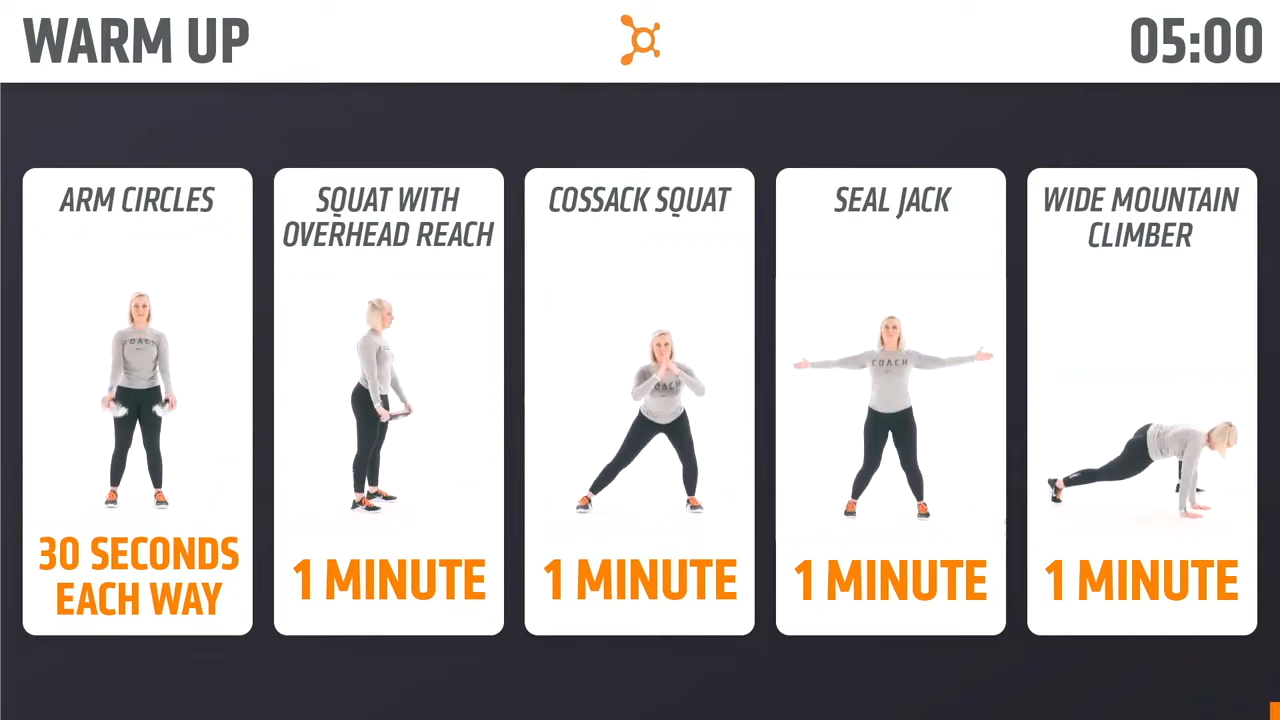 WARM UP
05:00
ARM CIRCLES
30 SECONDS
EACH WAY
SQUAT WITH
OVERHEAD REACH
1 MINUTE
COSSACK SQUAT
COACH
1 MINUTE
SEAL JACK
COACH
1 MINUTE
WIDE MOUNTAIN
CLIMBER
1 MINUTE